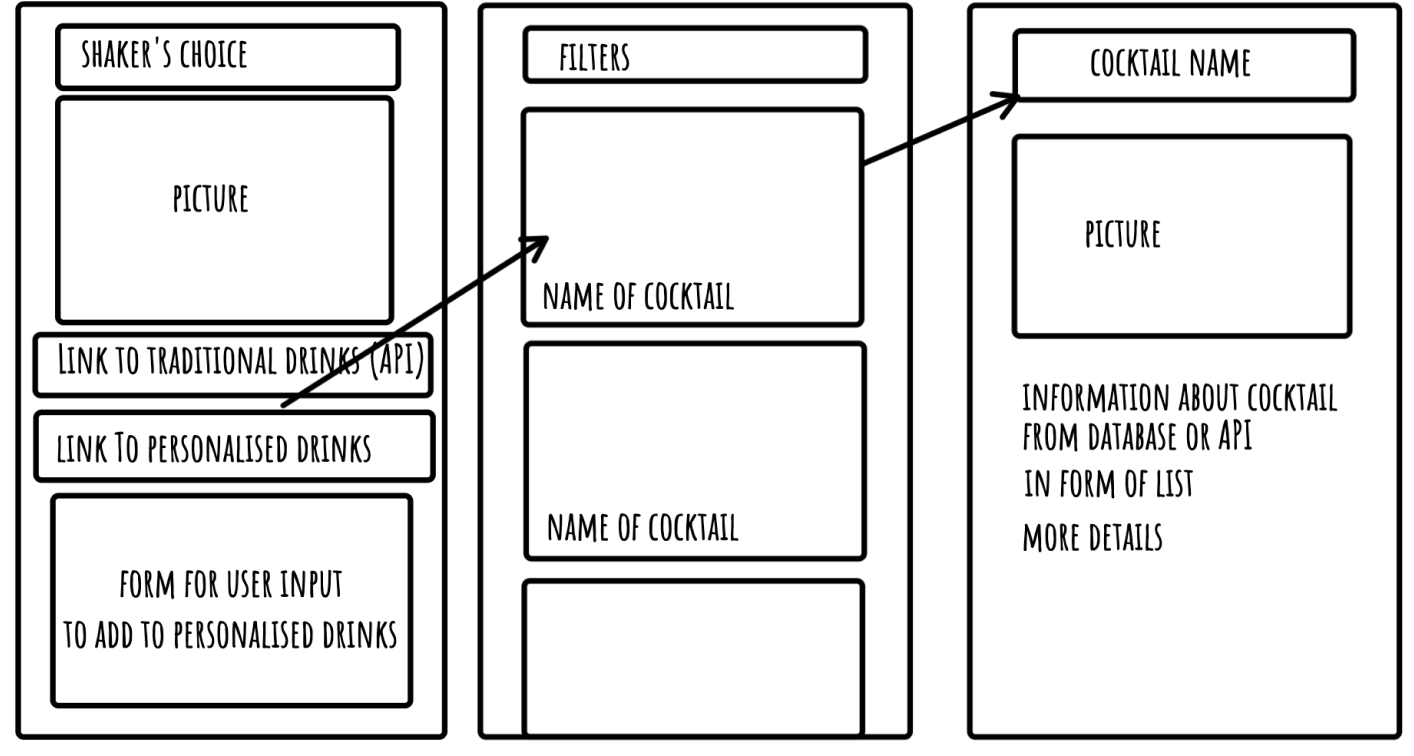 SHAKER'S CHOICE
PICTURE
LINK TO TRADITIONAL DRINKS (API)
LINK TO PERSONALISED DRINKS
FORM FOR USER INPUT
TO ADD TO PERSONALISED DRINKS
FILTERS
NAME OF COCKTAIL
NAME OF COCKTAIL
COCKTAIL NAME
PICTURE
INFORMATION ABOUT COCKTAIL
FROM DATABASE OR API
IN FORM OF LIST
MORE DETAILS